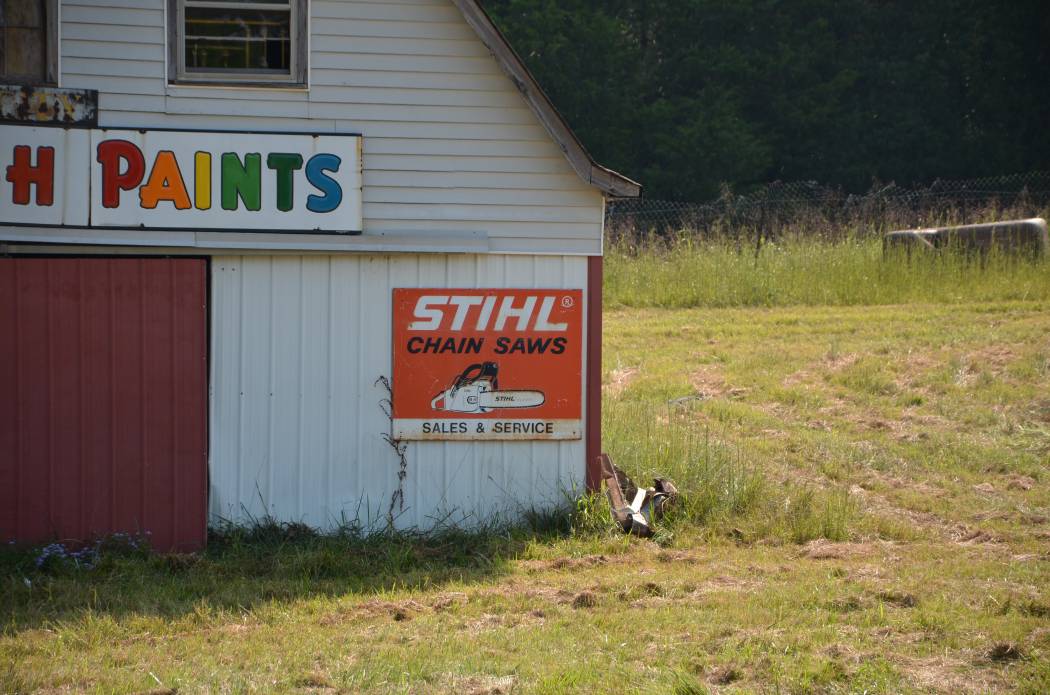 H PAINTS
STIHL®
CHAIN SAWS
STIHL
SALES & SERVICE